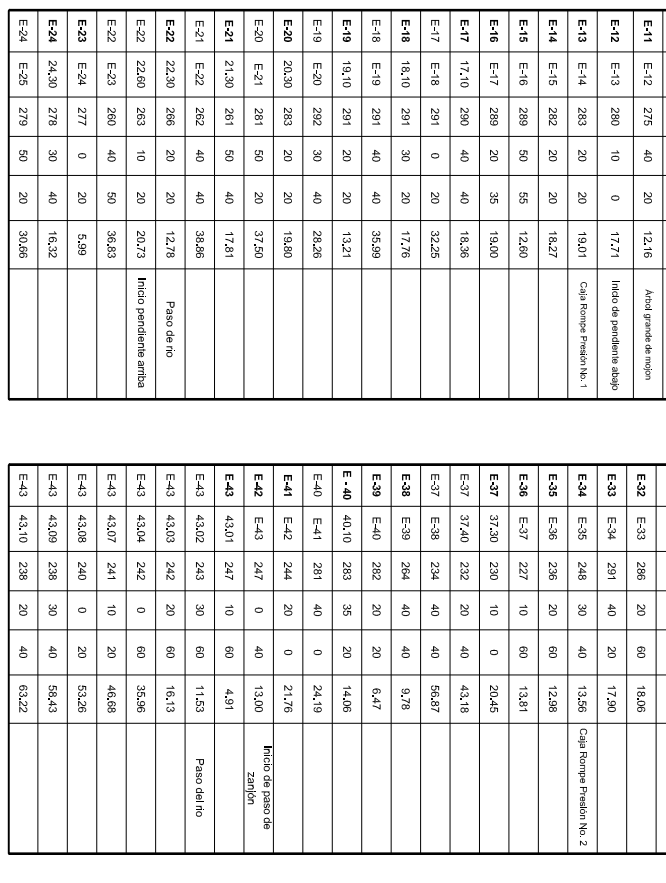 E-11 E-12 275 40 20 12.16 Árbol grande de mojon
E-12 E-13 280 10 0 17.71 Inicio de pendiente abajo
E-13 E-14 283 20 20 19.01 Caja Rompe Presión No. 1
E-14 E-15 282 20 20 18.27
E-15 E-16 289 50 55 12.60
E-16 E-17 289 20 35 19.00
E-17 17.10 290 40 40 18.36
E-17 E-18 291 0 20 32.25
E-18 18.10 291 30 20 17.76
E-18 E-19 291 40 40 35.99
E-19 19.10 291 20 20 13.21
E-19 E-20 292 30 40 28.26
E-20 20.30 283 20 20 19.80
E-20 E-21 281 50 20 37.50
E-21 21.30 261 50 40 17.81
E-21 E-22 262 40 40 38.86
E-22 22.30 266 20 20 12.78 Paso de rio
E-22 22.60 263 10 20 20.73 Inicio pendiente arriba
E-22 E-23 260 40 50 36.83
E-23 E-24 277 0 20 5.99
E-24 24.30 278 30 40 16.32
E-24 E-25 279 50 20 30.66
E-32 E-33 286 20 60 18.06
E-33 E-34 291 40 20 17.90
E-34 E-35 248 30 40 13.56 Caja Rompe Presión No. 2
E-35 E-36 236 20 60 12.98
E-36 E-37 227 10 60 13.81
E-37 37.30 230 10 0 20.45
E-37 37.40 232 20 40 43.18
E-37 E-38 234 40 40 56.87
E-38 E-39 264 40 40 9.78
E-39 E-40 282 20 20 6.47
E - 40 40.10 283 35 20 14.06
E-40 E-41 281 40 0 24.19
E-41 E-42 244 20 0 21.76
E-42 E-43 247 0 40 13.00 Inicio de paso de
zanjón
E-43 43.01 247 10 60 4.91
E-43 43.02 243 30 60 11.53 Paso del rio
E-43 43.03 242 20 60 16.13
E-43 43.04 242 0 60 35.96
E-43 43.07 241 10 20 46.68
E-43 43.08 240 0 20 53.26
E-43 43.09 238 30 40 58.43
E-43 43.10 238 20 40 63.22